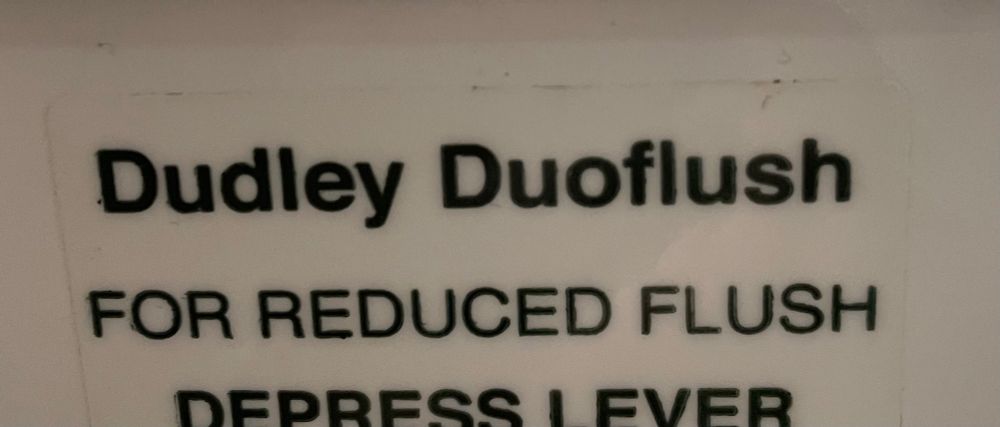 Dudley Duoflush
FOR REDUCED FLUSH
DEPRESS LEVER